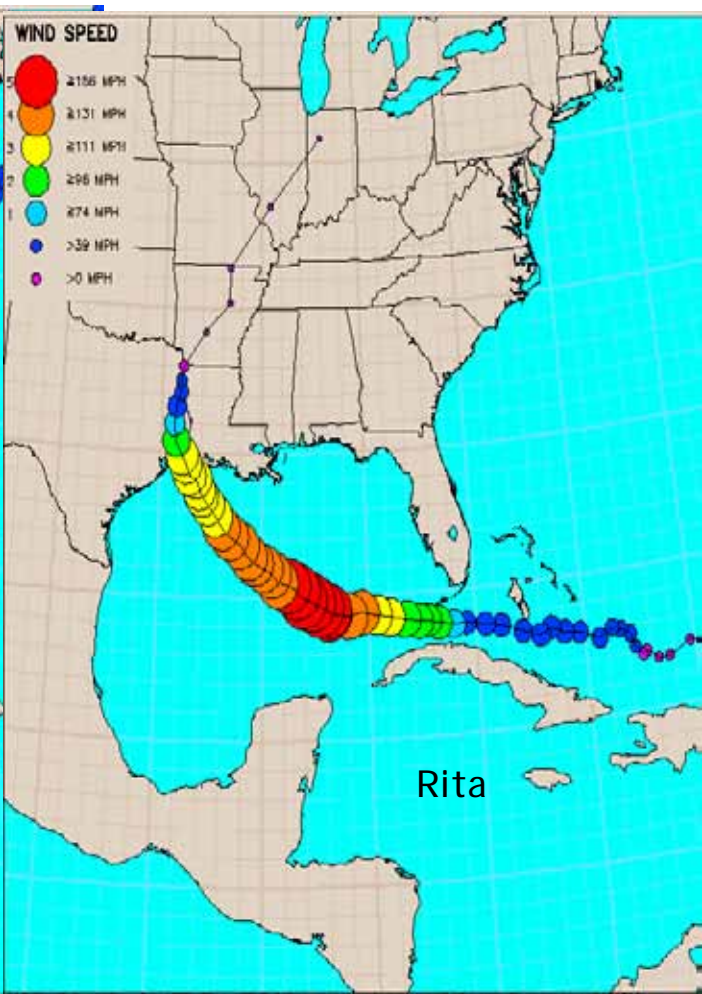 WIND SPEED
5 ≥156 MPH
4 ≥131 MPH
3 ≥111 MPH
2 ≥96 MPH
1 ≥74 MPH
>39 MPH
>0 MPH
Rita